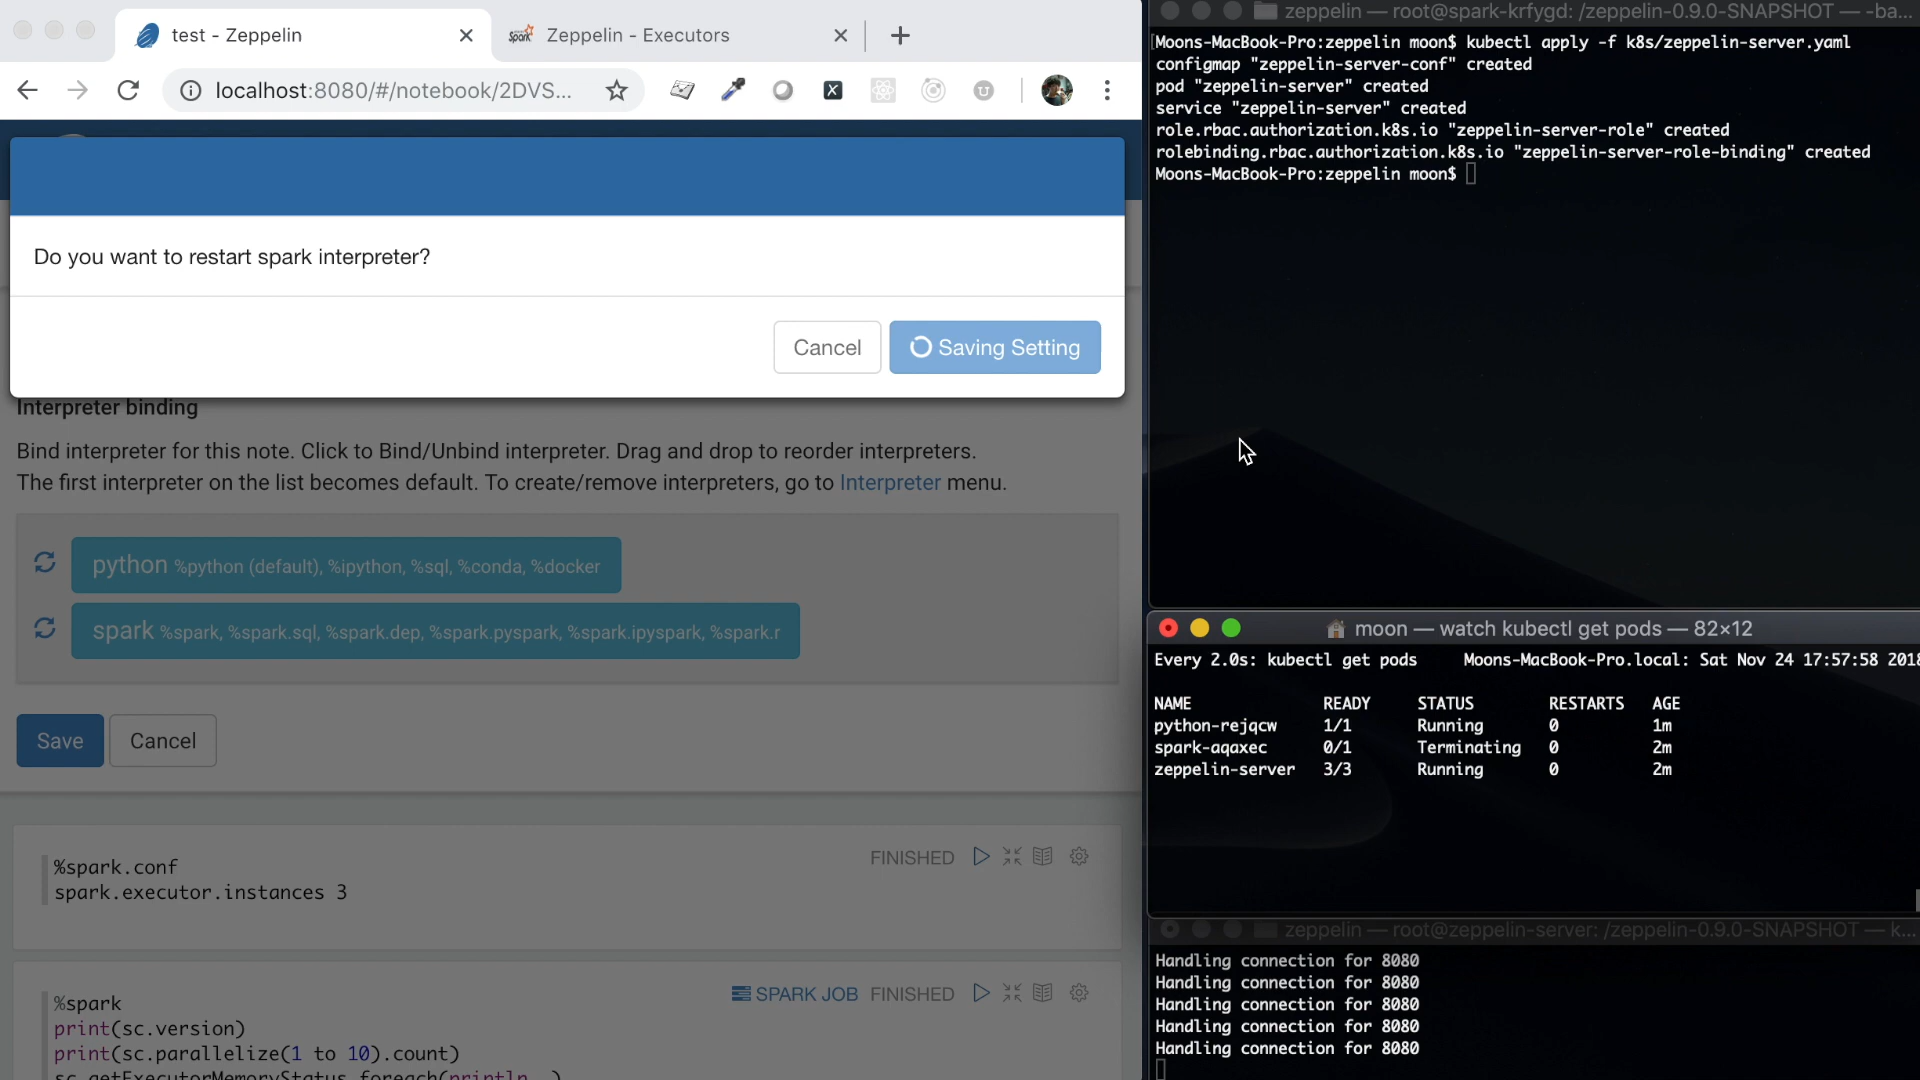 test - Zeppelin
Zeppelin - Executors
localhost:8080/#/notebook/2DVS...
Do you want to restart spark interpreter?
Cancel
Saving Setting
Interpreter binding
Bind interpreter for this note. Click to Bind/Unbind interpreter. Drag and drop to reorder interpreters.
The first interpreter on the list becomes default. To create/remove interpreters, go to Interpreter menu.
python %python (default), %ipython, %sql, %conda, %docker
spark %spark, %spark.sql, %spark.dep, %spark.pyspark, %spark.ipyspark, %spark.r
Save
Cancel
FINISHED
%spark.conf
spark.executor.instances 3
SPARK JOB FINISHED
%spark
print(sc.version)
print(sc.parallelize(1 to 10).count)
sc.getExecutorMemoryStatus.foreach(println _)
zeppelin — root@spark-krfygd: /zeppelin-0.9.0-SNAPSHOT — -ba...
[Moons-MacBook-Pro:zeppelin moon$ kubectl apply -f k8s/zeppelin-server.yaml
configmap "zeppelin-server-conf" created
pod "zeppelin-server" created
service "zeppelin-server" created
role.rbac.authorization.k8s.io "zeppelin-server-role" created
rolebinding.rbac.authorization.k8s.io "zeppelin-server-role-binding" created
Moons-MacBook-Pro:zeppelin moon$
moon — watch kubectl get pods — 82×12
Every 2.0s: kubectl get pods Moons-MacBook-Pro.local: Sat Nov 24 17:57:58 2018
NAME READY STATUS RESTARTS AGE
python-rejqcw 1/1 Running 0 1m
spark-aqaxec 0/1 Terminating 0 2m
zeppelin-server 3/3 Running 0 2m
zeppelin — root@zeppelin-server: /zeppelin-0.9.0-SNAPSHOT — k...
Handling connection for 8080
Handling connection for 8080
Handling connection for 8080
Handling connection for 8080
Handling connection for 8080